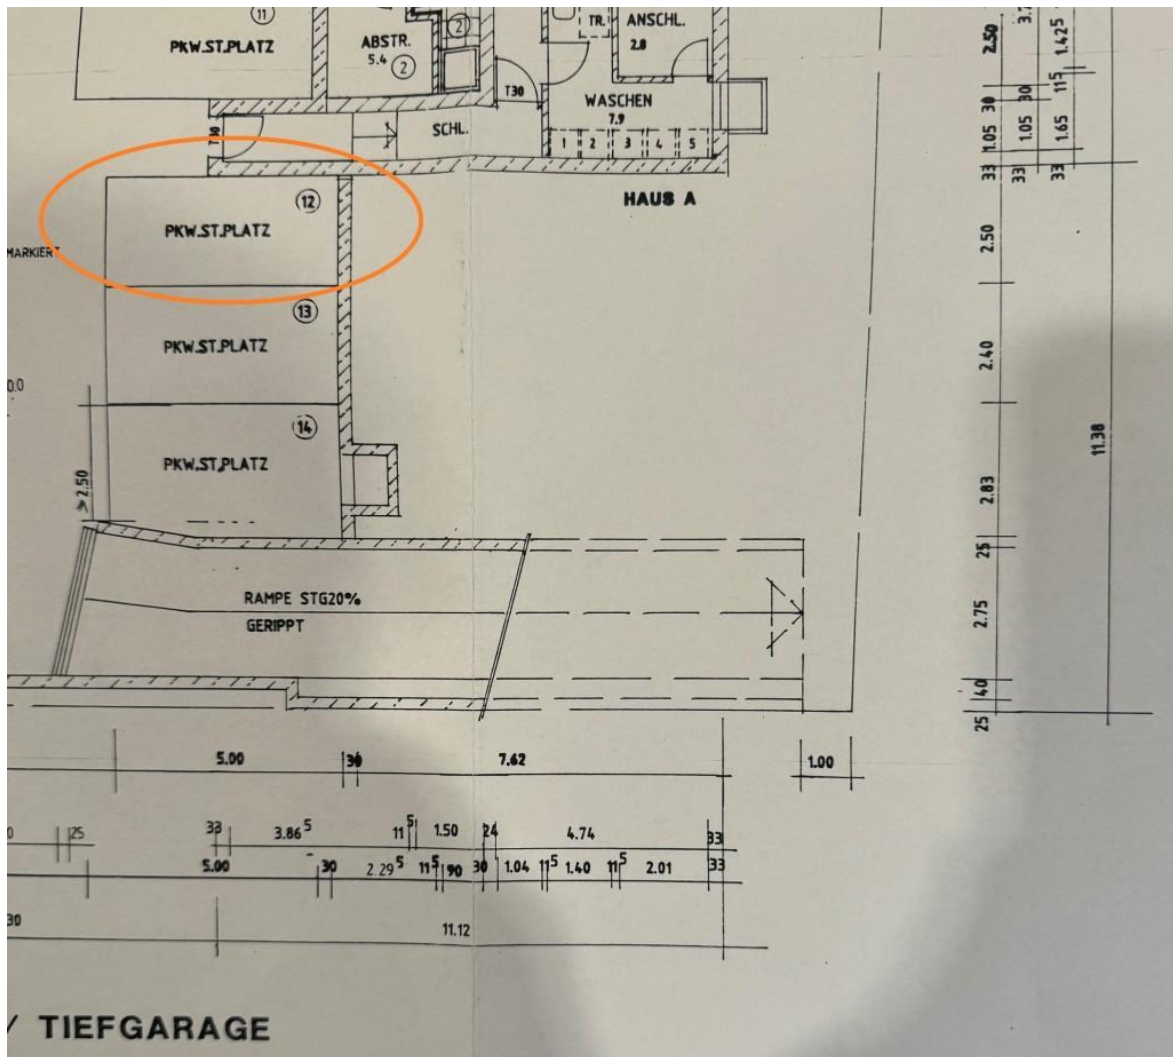 11
PKW.ST.PLATZ
ABSTR.
5.4
2
2
TR.
ANSCHL.
2.8
T30
WASCHEN
7.9
T30
SCHL.
1 2 3 4 5
HAUS A
12
PKW.ST.PLATZ
MARKIERT
13
PKW.ST.PLATZ
14
PKW.ST.PLATZ
2.50
RAMPE STG20%
GERIPPT
2.50
30
1.05
33
2.50
2.40
2.83
25
2.75
40
25
30
1.05
33
1.425
115
1.65
33
11.38
5.00 30 7.62 1.00
25 33 3.86 5 11 5 1.50 24 4.74 33
5.00 30 2.29 5 11 5 90 30 1.04 11 5 1.40 11 5 2.01 33
30 11.12
/ TIEFGARAGE